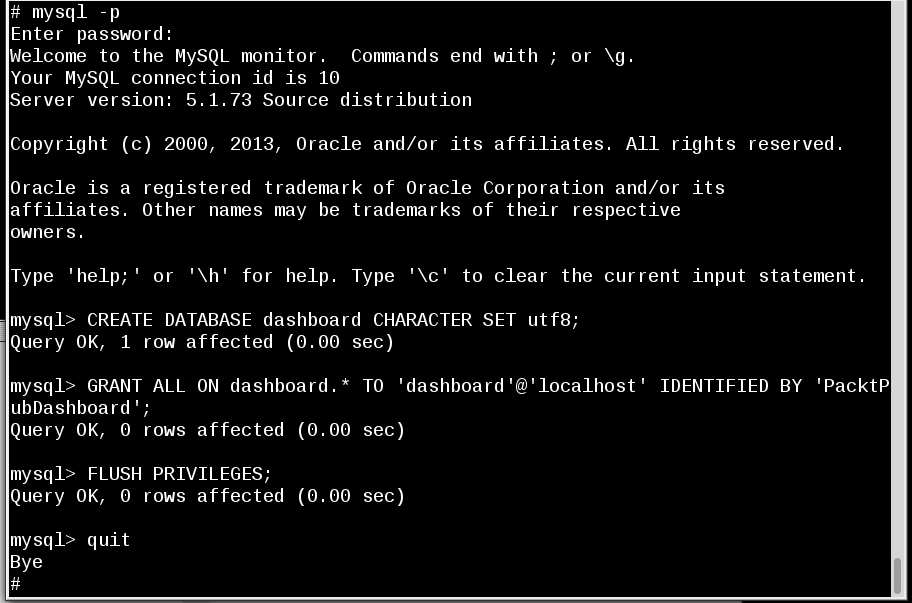 # mysql -p
Enter password:
Welcome to the MySQL monitor.  Commands end with ; or \g.
Your MySQL connection id is 10
Server version: 5.1.73 Source distribution
Copyright (c) 2000, 2013, Oracle and/or its affiliates. All rights reserved.
Oracle is a registered trademark of Oracle Corporation and/or its
affiliates. Other names may be trademarks of their respective
owners.
Type 'help;' or '\h' for help. Type '\c' to clear the current input statement.
mysql> CREATE DATABASE dashboard CHARACTER SET utf8;
Query OK, 1 row affected (0.00 sec)
mysql> GRANT ALL ON dashboard.* TO 'dashboard'@'localhost' IDENTIFIED BY 'PacktP
ubDashboard';
Query OK, 0 rows affected (0.00 sec)
mysql> FLUSH PRIVILEGES;
Query OK, 0 rows affected (0.00 sec)
mysql> quit
Bye
#